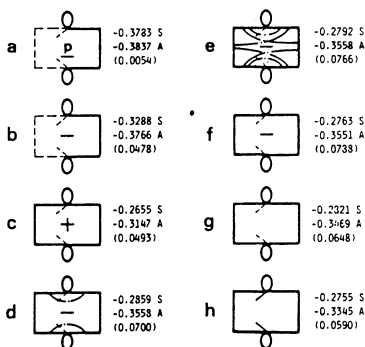 a
p
−
-0.3783 S
-0.3837 A
(0.0054)
b
−
-0.3288 S
-0.3766 A
(0.0478)
c
+
-0.2655 S
-0.3147 A
(0.0493)
d
−
-0.2859 S
-0.3558 A
(0.0700)
e
−
-0.2792 S
-0.3558 A
(0.0766)
f
−
-0.2763 S
-0.3551 A
(0.0738)
g
-0.2321 S
-0.3469 A
(0.0648)
h
-0.2755 S
-0.3345 A
(0.0590)